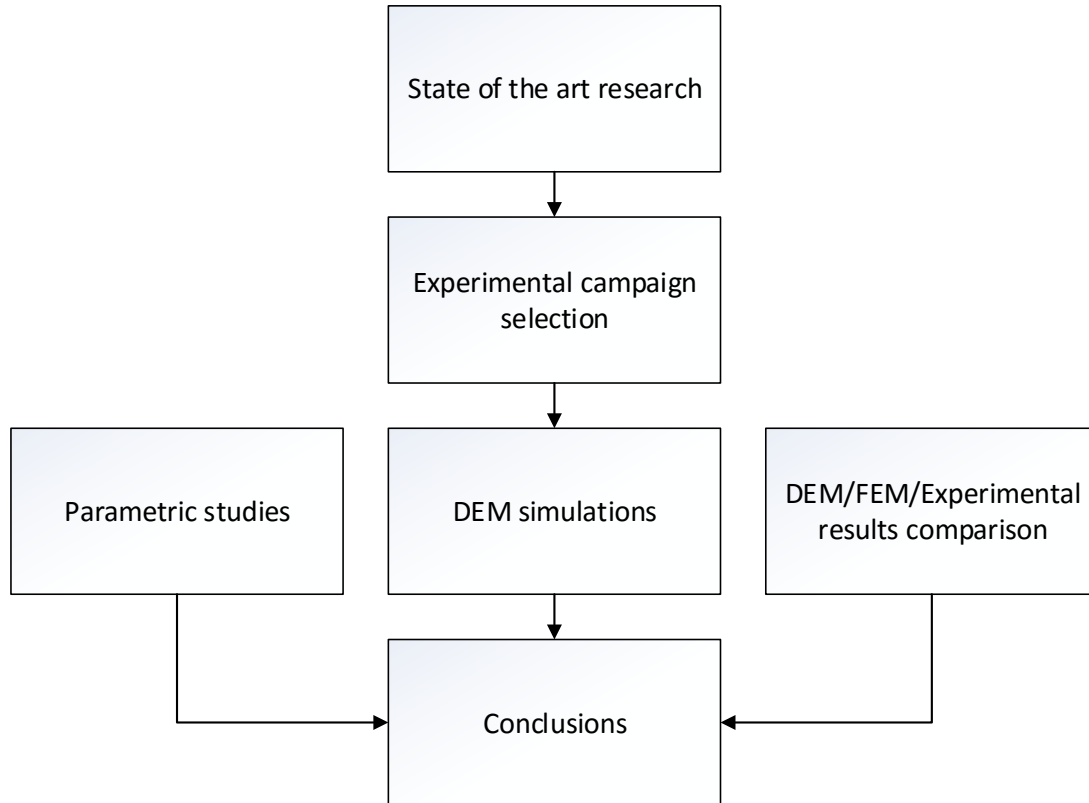 State of the art research
Experimental campaign
selection
Parametric studies
DEM simulations
DEM/FEM/Experimental
results comparison
Conclusions